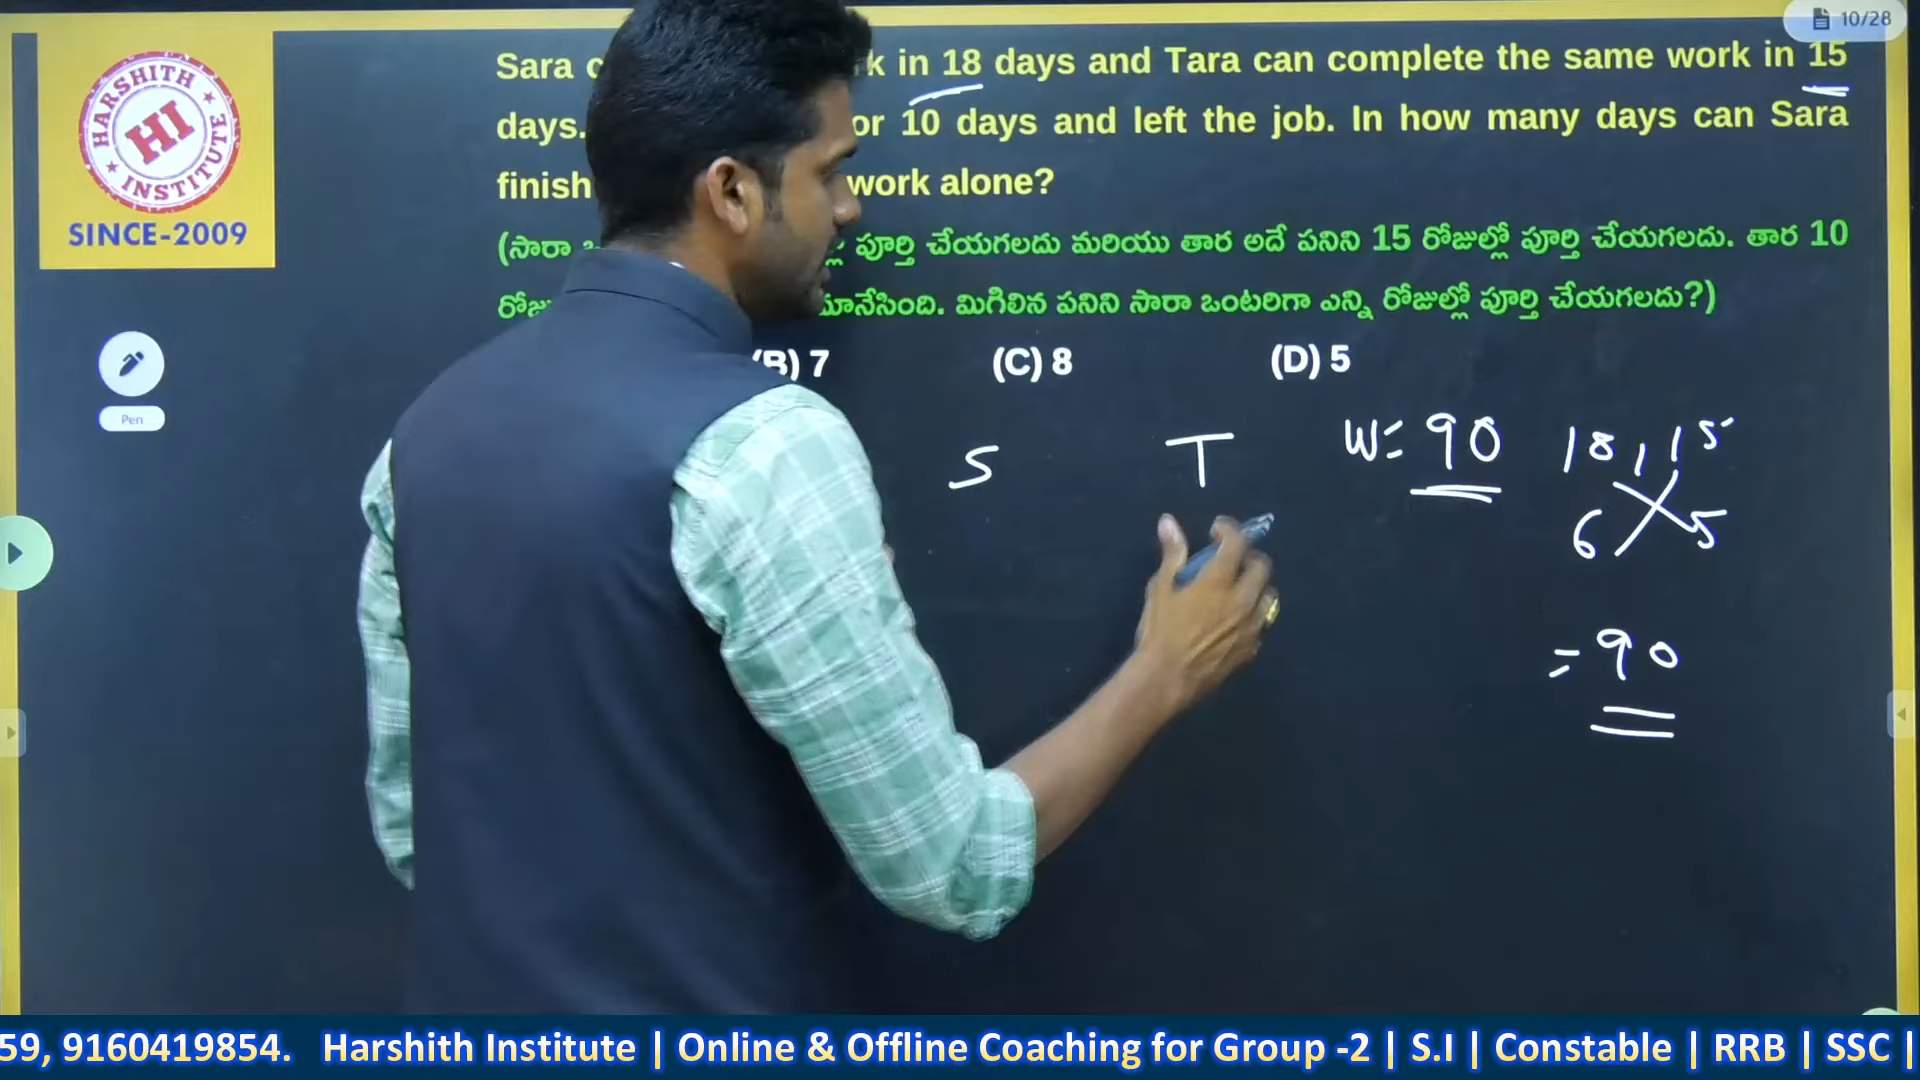 10/28
HARSHITH
HI
INSTITUTE
SINCE-2009
Sara in 18 days and Tara can complete the same work in 15
days. 10 days and left the job. In how many days can Sara
finish work alone?
(సారా పూర్తి చేయగలదు మరియు తార అదే పనిని 15 రోజుల్లో పూర్తి చేయగలదు. తార 10
మిగిలిన పనిని సారా ఒంటరిగా ఎన్ని రోజుల్లో పూర్తి చేయగలదు?)
(B) 7 (C) 8 (D) 5
Pen
S T W= 90 18, 15
6 5
= 90
59, 9160419854. Harshith Institute | Online & Offline Coaching for Group -2 | S.I | Constable | RRB | SSC |